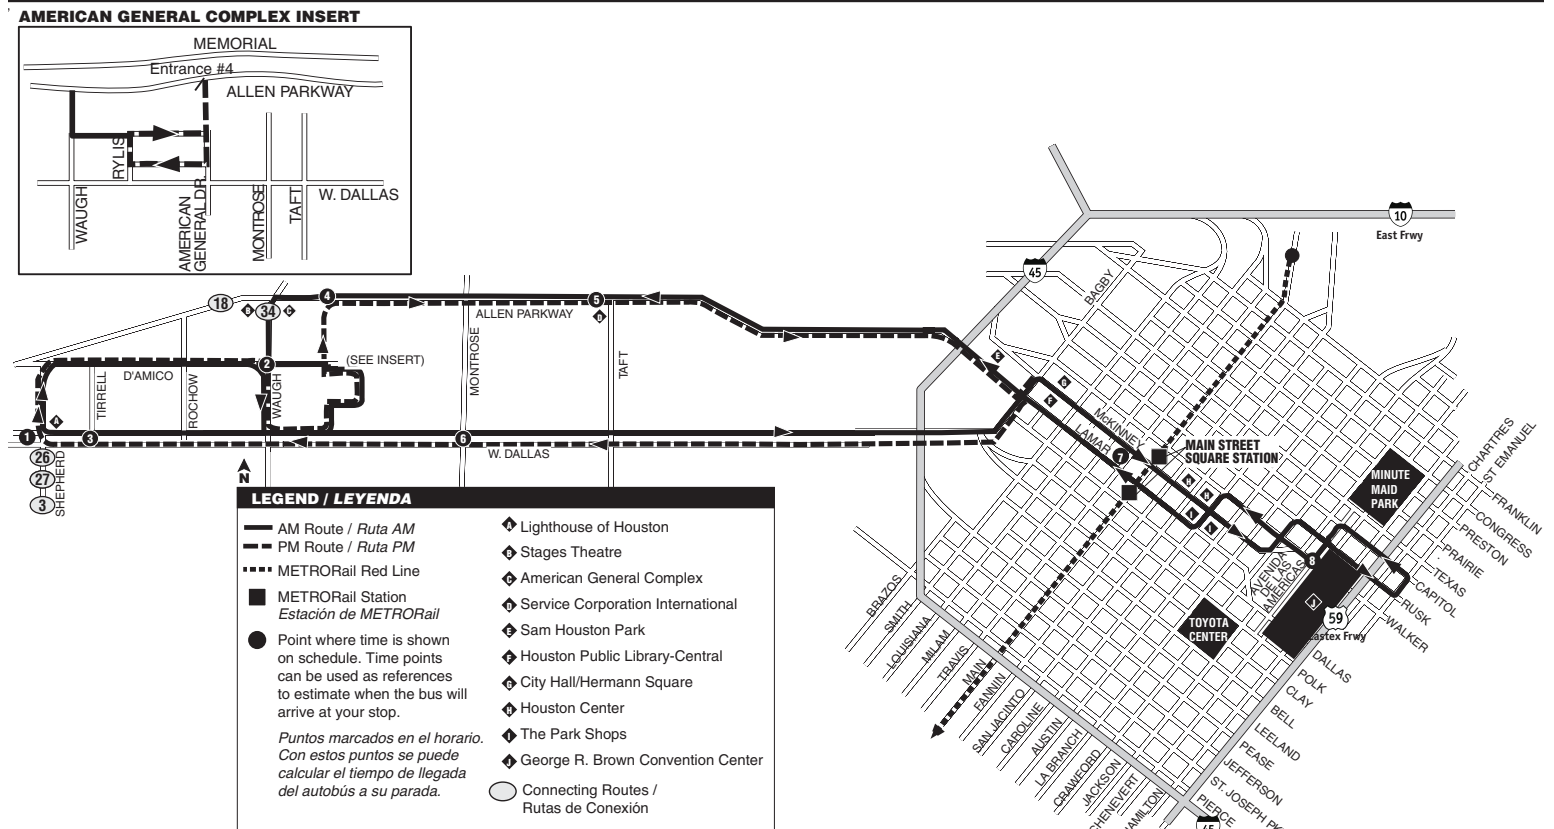 AMERICAN GENERAL COMPLEX INSERT
MEMORIAL
Entrance #4
ALLEN PARKWAY
RYLIS
WAUGH
AMERICAN
GENERAL DR.
MONTROSE
TAFT
W. DALLAS
18
B
34
C
4
5
D
ALLEN PARKWAY
(SEE INSERT)
2
D'AMICO
TIRRELL
ROCHOW
WAUGH
MONTROSE
TAFT
A
1
3
6
W. DALLAS
26
27
3
SHEPHERD
N
10
East Frwy
45
BAGBY
E
G
F
McKINNEY
LAMAR
7
MAIN STREET
SQUARE STATION
H
H
I
I
MINUTE
MAID
PARK
8
AVENIDA
DE LAS
AMERICAS
J
TOYOTA
CENTER
59
Eastex Frwy
CHARTRES
ST EMANUEL
FRANKLIN
CONGRESS
PRESTON
PRAIRIE
TEXAS
CAPITOL
RUSK
WALKER
DALLAS
POLK
CLAY
BELL
LEELAND
PEASE
JEFFERSON
ST. JOSEPH
PIERCE
45
BRAZOS
SMITH
LOUISIANA
MILAM
TRAVIS
MAIN
FANNIN
SAN JACINTO
CAROLINE
AUSTIN
LA BRANCH
CRAWFORD
JACKSON
CHENEVERT
HAMILTON
LEGEND / LEYENDA
AM Route / Ruta AM
PM Route / Ruta PM
METRORail Red Line
METRORail Station
Estación de METRORail
Point where time is shown
on schedule. Time points
can be used as references
to estimate when the bus will
arrive at your stop.
Puntos marcados en el horario.
Con estos puntos se puede
calcular el tiempo de llegada
del autobús a su parada.
A Lighthouse of Houston
B Stages Theatre
C American General Complex
D Service Corporation International
E Sam Houston Park
F Houston Public Library-Central
G City Hall/Hermann Square
H Houston Center
I The Park Shops
J George R. Brown Convention Center
Connecting Routes /
Rutas de Conexión